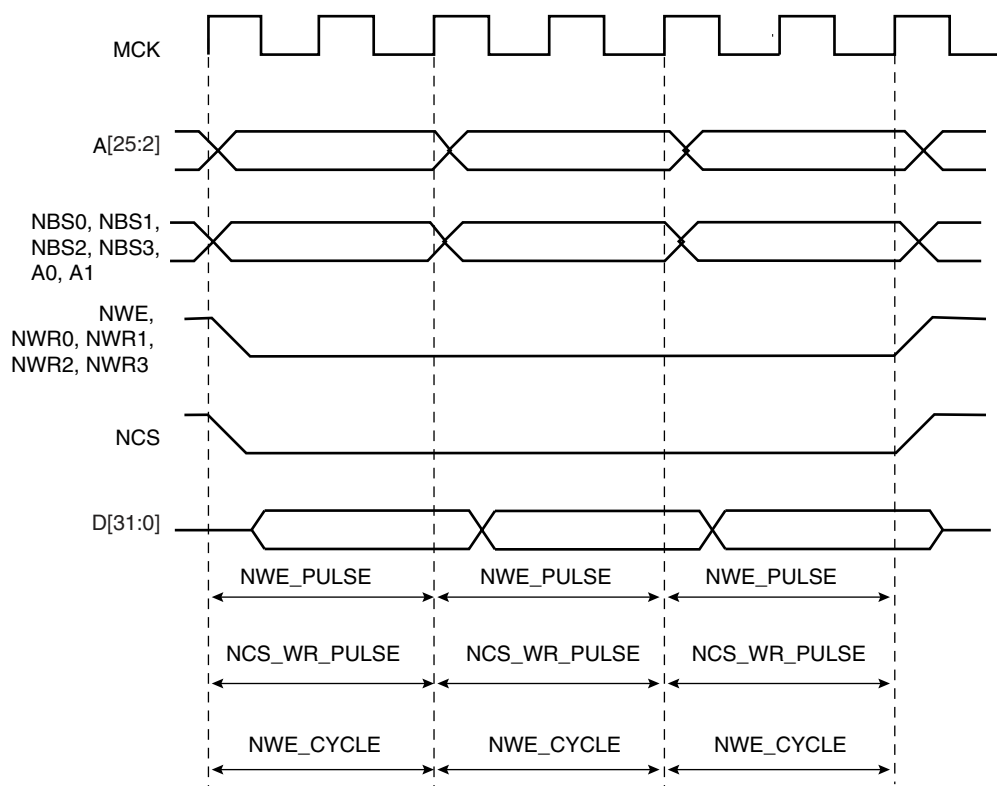 MCK
A[25:2]
NBS0, NBS1,
NBS2, NBS3,
A0, A1
NWE,
NWR0, NWR1,
NWR2, NWR3
NCS
D[31:0]
NWE_PULSE NWE_PULSE NWE_PULSE
NCS_WR_PULSE NCS_WR_PULSE NCS_WR_PULSE
NWE_CYCLE NWE_CYCLE NWE_CYCLE